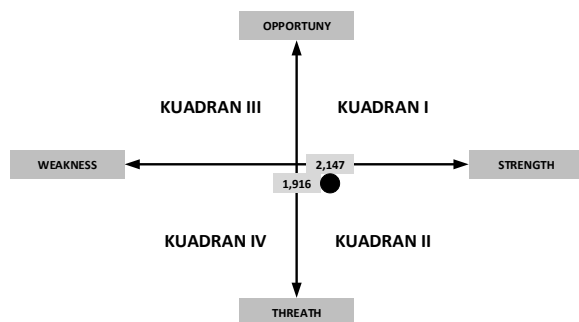 OPPORTUNY
KUADRAN III
KUADRAN I
WEAKNESS
2,147
STRENGTH
1,916
KUADRAN IV
KUADRAN II
THREATH